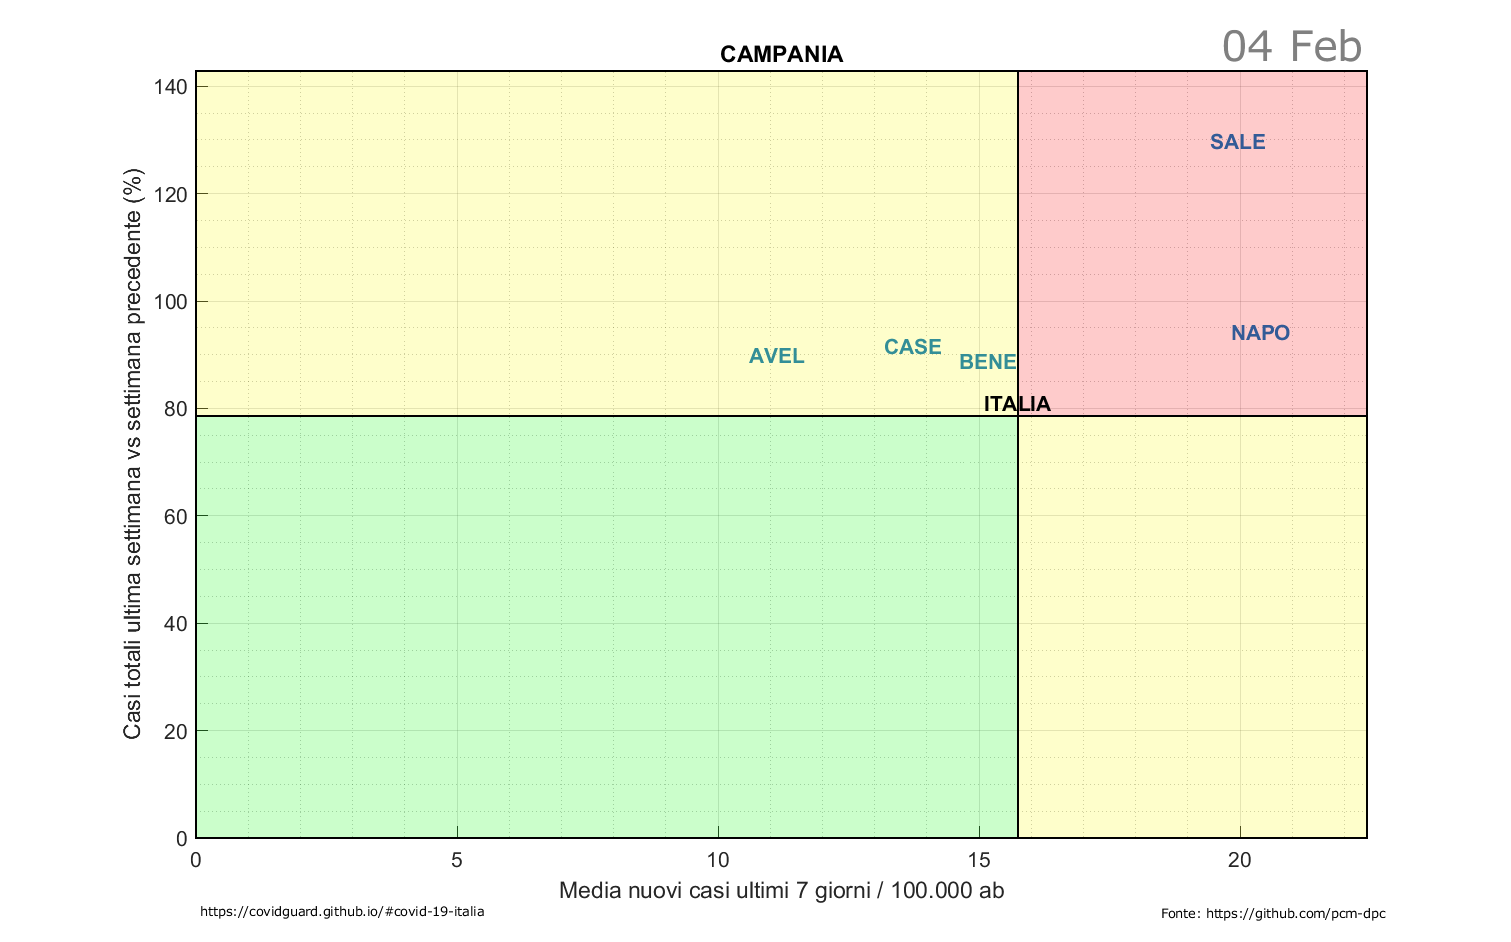 CAMPANIA
04 Feb
Casi totali ultima settimana vs settimana precedente (%)
140
120
100
80
60
40
20
0
SALE
NAPO
CASE
AVEL
BENE
ITALIA
0 5 10 15 20
Media nuovi casi ultimi 7 giorni / 100.000 ab
https://covidguard.github.io/#covid-19-italia
Fonte: https://github.com/pcm-dpc